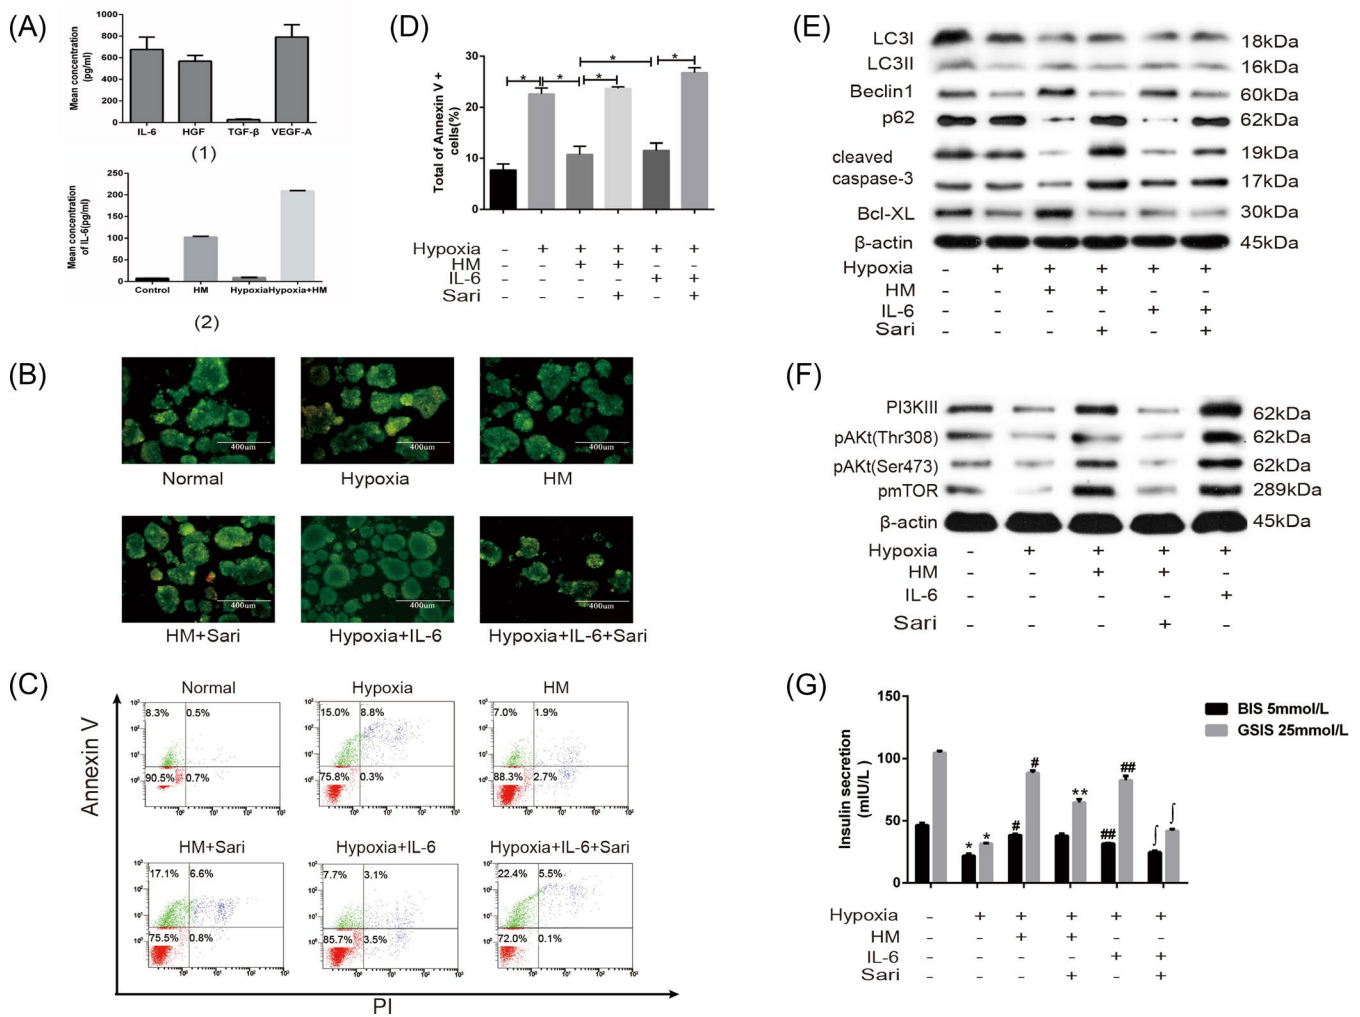 (A)
Mean concentration
(pg/ml)
1000
800
600
400
200
0
IL-6 HGF TGF-β VEGF-A
(1)
Mean concentration
of IL-6(pg/ml)
250
200
150
100
50
0
Control HM Hypoxia Hypoxia+HM
(2)
(D)
Total of Annexin V +
cells(%)
30
20
10
0
* * * * *
Hypoxia - + + + + +
HM - - + + - -
IL-6 - - - - + +
Sari - - - + - +
(B)
400um 400um 400um
Normal Hypoxia HM
400um 400um 400um
HM+Sari Hypoxia+IL-6 Hypoxia+IL-6+Sari
(C)
Annexin V
Normal Hypoxia HM
8.3% 0.5% 15.0% 8.8% 7.0% 1.9%
90.5% 0.7% 75.8% 0.3% 88.3% 2.7%
HM+Sari Hypoxia+IL-6 Hypoxia+IL-6+Sari
17.1% 6.6% 7.7% 3.1% 22.4% 5.5%
75.5% 0.8% 85.7% 3.5% 72.0% 0.1%
PI
(E)
LC3I 18kDa
LC3II 16kDa
Beclin1 60kDa
p62 62kDa
cleaved 19kDa
caspase-3 17kDa
Bcl-XL 30kDa
β-actin 45kDa
Hypoxia - + + + + +
HM - - + + - -
IL-6 - - - - + +
Sari - - - + - +
(F)
PI3KIII 62kDa
pAKt(Thr308) 62kDa
pAKt(Ser473) 62kDa
pmTOR 289kDa
β-actin 45kDa
Hypoxia - + + + +
HM - - + + -
IL-6 - - - - +
Sari - - - + -
(G)
Insulin secretion
(mIU/L )
150
100
50
0
BIS 5mmol/L
GSIS 25mmol/L
* * # # ** ## ## ∫ ∫
Hypoxia - + + + + +
HM - - + + - -
IL-6 - - - - + +
Sari - - - + - +